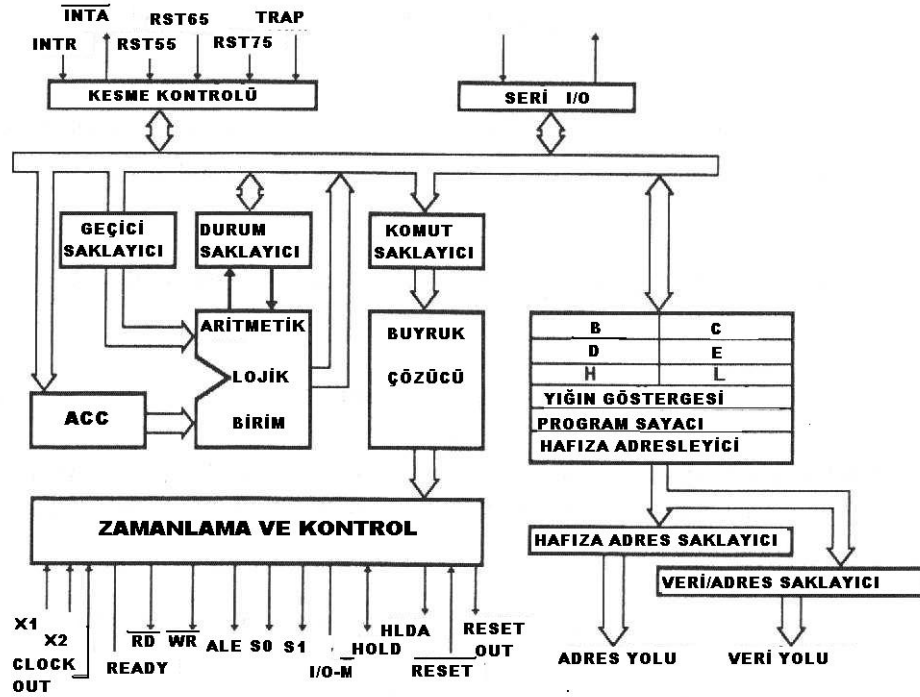 INTA
RST65
TRAP
INTR
RST55
RST75
KESME KONTROLÜ
SERİ I/O
GEÇİCİ
SAKLAYICI
DURUM
SAKLAYICI
KOMUT
SAKLAYICI
ARİTMETİK
LOJİK
BİRİM
BUYRUK
ÇÖZÜCÜ
ACC
B C
D E
H L
YIĞIN GÖSTERGESİ
PROGRAM SAYACI
HAFIZA ADRESLEYİCİ
ZAMANLAMA VE KONTROL
HAFIZA ADRES SAKLAYICI
VERİ/ADRES SAKLAYICI
X1
X2
CLOCK
OUT
READY
RD
WR
ALE
S0
S1
I/O-M
HOLD
HLDA
RESET
RESET
OUT
ADRES YOLU
VERİ YOLU